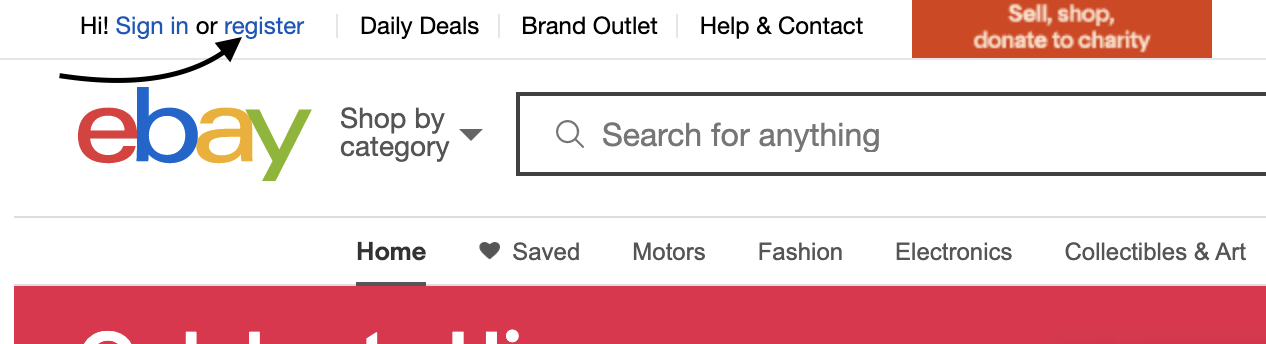 Hi! Sign in or register
Daily Deals
Brand Outlet
Help & Contact
Sell, shop,
donate to charity
ebay
Shop by
category
Search for anything
Home
Saved
Motors
Fashion
Electronics
Collectibles & Art